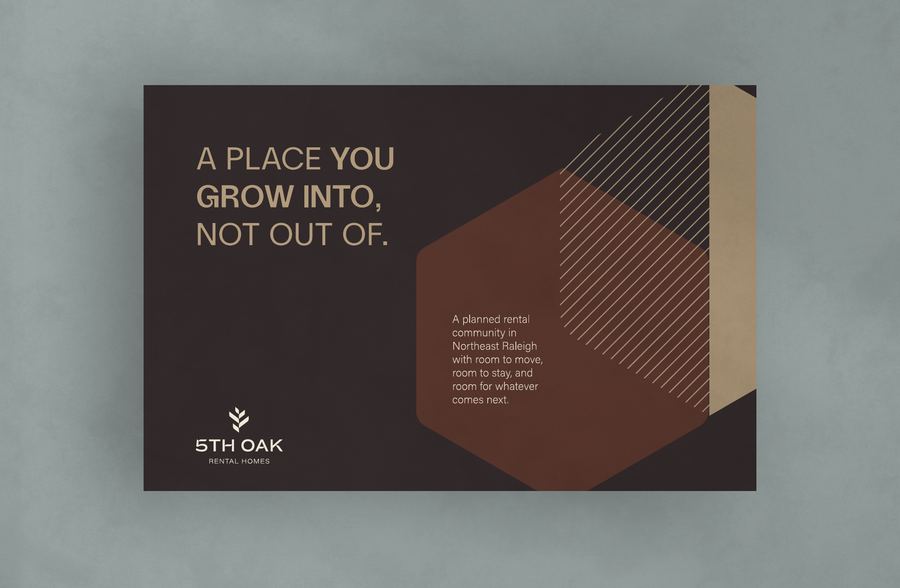 A PLACE YOU
GROW INTO,
NOT OUT OF.
A planned rental
community in
Northeast Raleigh
with room to move,
room to stay, and
room for whatever
comes next.
5TH OAK
RENTAL HOMES